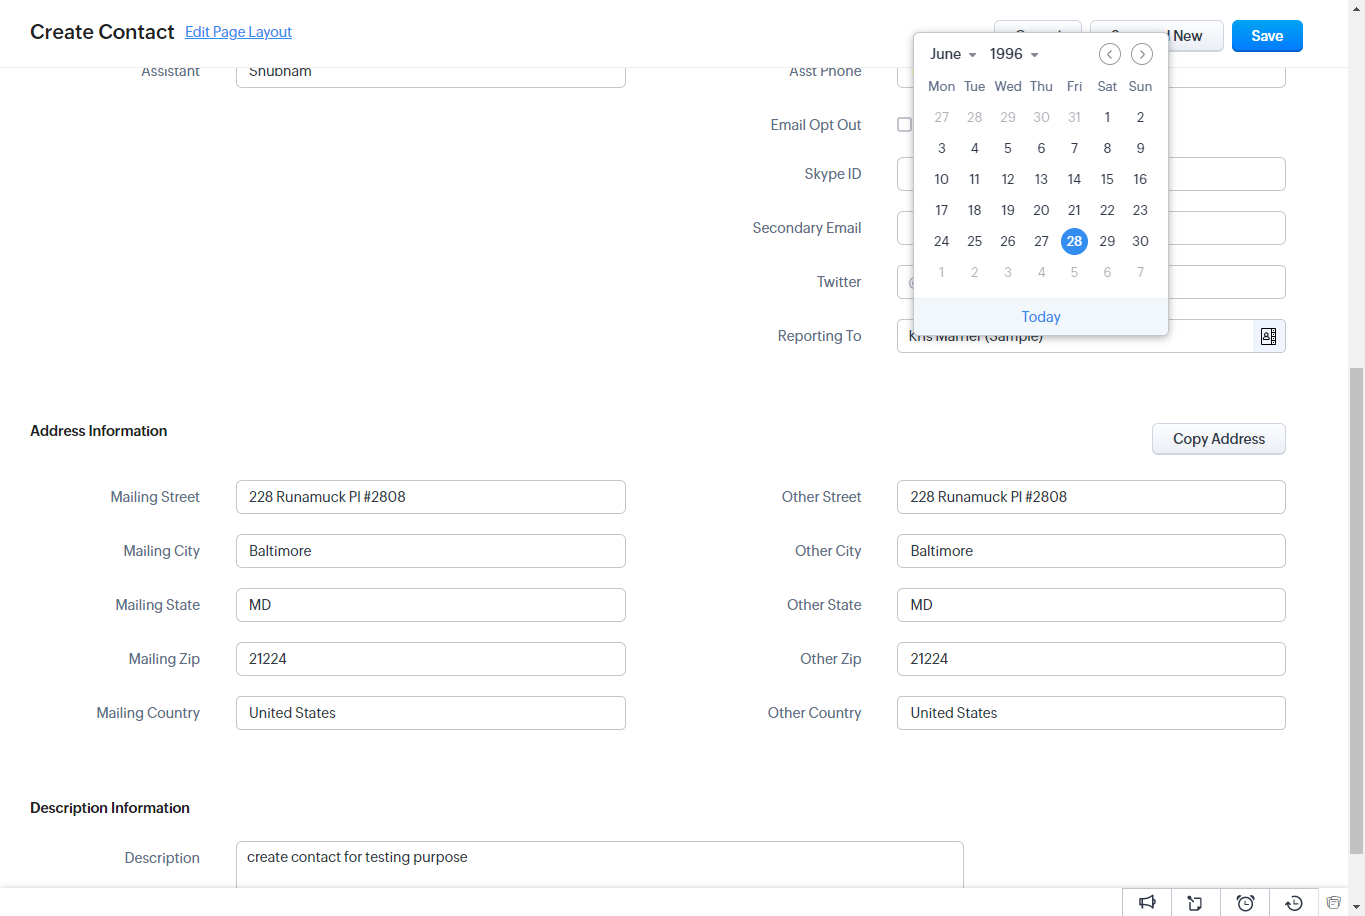 Create Contact Edit Page Layout
New
Save
June 1996
Mon Tue Wed Thu Fri Sat Sun
27 28 29 30 31 1 2
3 4 5 6 7 8 9
10 11 12 13 14 15 16
17 18 19 20 21 22 23
24 25 26 27 28 29 30
1 2 3 4 5 6 7
Today
Assistant Shubham
Asst Phone
Email Opt Out
Skype ID
Secondary Email
Twitter
Reporting To Kris Marrier (Sample)
Address Information
Copy Address
Mailing Street 228 Runamuck Pl #2808
Other Street 228 Runamuck Pl #2808
Mailing City Baltimore
Other City Baltimore
Mailing State MD
Other State MD
Mailing Zip 21224
Other Zip 21224
Mailing Country United States
Other Country United States
Description Information
Description create contact for testing purpose